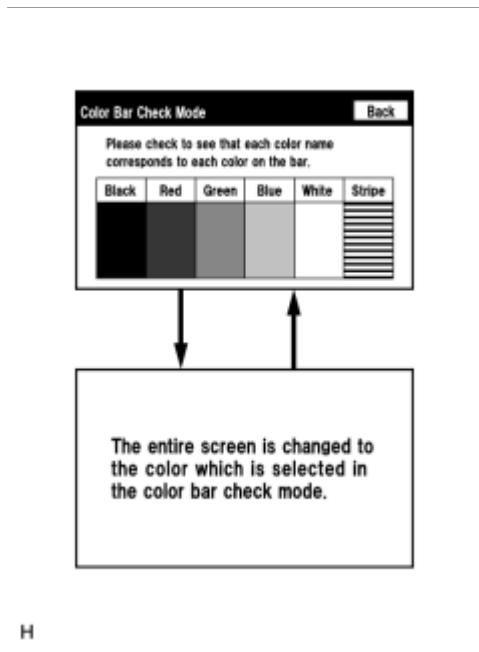 Color Bar Check Mode Back
Please check to see that each color name
corresponds to each color on the bar.
Black Red Green Blue White Stripe
The entire screen is changed to
the color which is selected in
the color bar check mode.
H